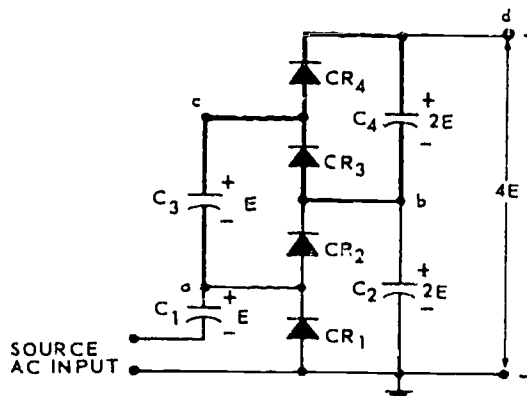 d
CR4
c
+
C4 2E
-
CR3
+
C3 E
-
4E
b
CR2
a
+
C1 E
-
+
C2 2E
-
CR1
SOURCE
AC INPUT